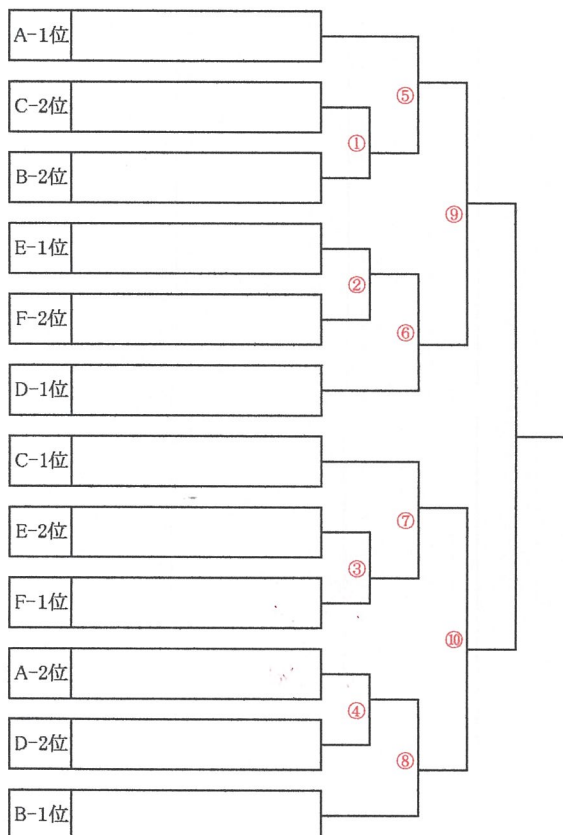 A-1位
⑤
C-2位
①
B-2位
⑨
E-1位
②
F-2位
⑥
D-1位
C-1位
⑦
E-2位
③
F-1位
⑩
A-2位
④
D-2位
⑧
B-1位